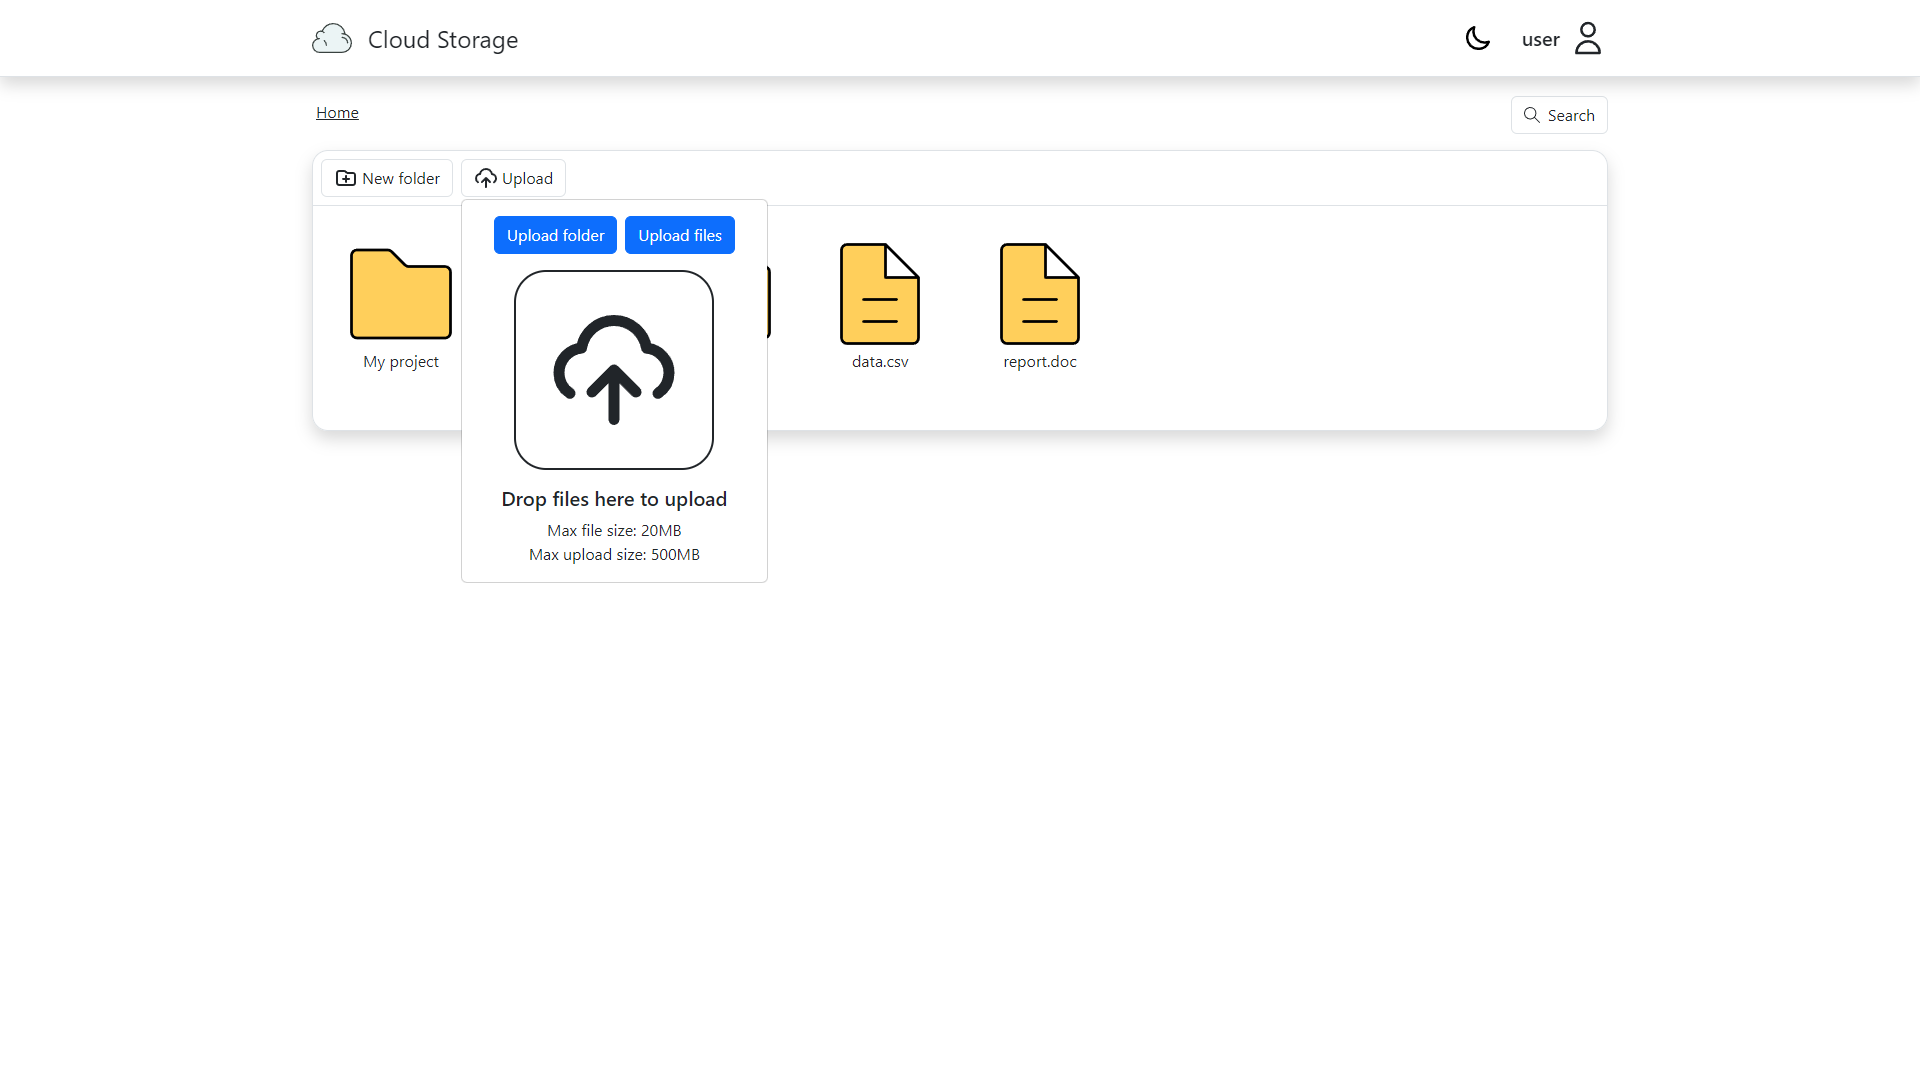 Cloud Storage
user
Home
Search
New folder
Upload
Upload folder
Upload files
My project
data.csv
report.doc
Drop files here to upload
Max file size: 20MB
Max upload size: 500MB